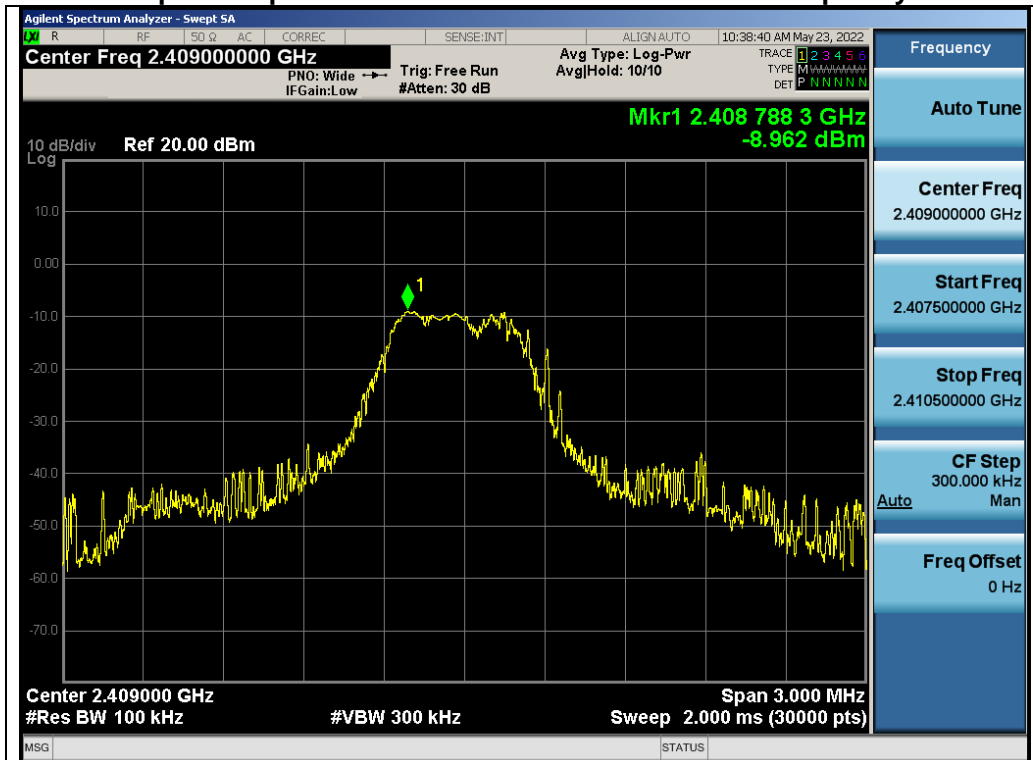 Agilent Spectrum Analyzer - Swept SA
LXI R RF 50 Ω AC CORREC SENSE:INT ALIGN AUTO 10:38:40 AM May 23, 2022
Center Freq 2.409000000 GHz
PNO: Wide
IFGain:Low
Trig: Free Run
#Atten: 30 dB
Avg Type: Log-Pwr
Avg|Hold: 10/10
TRACE 1 2 3 4 5 6
TYPE M WWWWW
DET P N N N N N
Mkr1 2.408 788 3 GHz
-8.962 dBm
10 dB/div Ref 20.00 dBm
Log
10.0
0.00
-10.0
-20.0
-30.0
-40.0
-50.0
-60.0
-70.0
1
Center 2.409000 GHz Span 3.000 MHz
#Res BW 100 kHz #VBW 300 kHz Sweep 2.000 ms (30000 pts)
MSG STATUS
Frequency
Auto Tune
Center Freq
2.409000000 GHz
Start Freq
2.407500000 GHz
Stop Freq
2.410500000 GHz
CF Step
300.000 kHz
Auto Man
Freq Offset
0 Hz